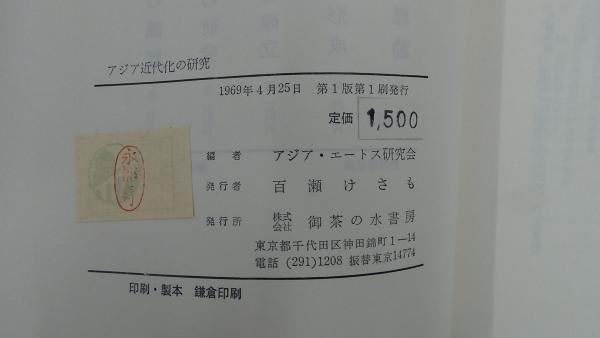 アジア近代化の研究
1969年4月25日 第1版第1刷発行
定価 1,500
編者 アジア・エートス研究会
発行者 百瀬けさも
発行所 株式会社 御茶の水書房
東京都千代田区神田錦町1―14
電話 (291)1208 振替東京14774
印刷・製本 鎌倉印刷